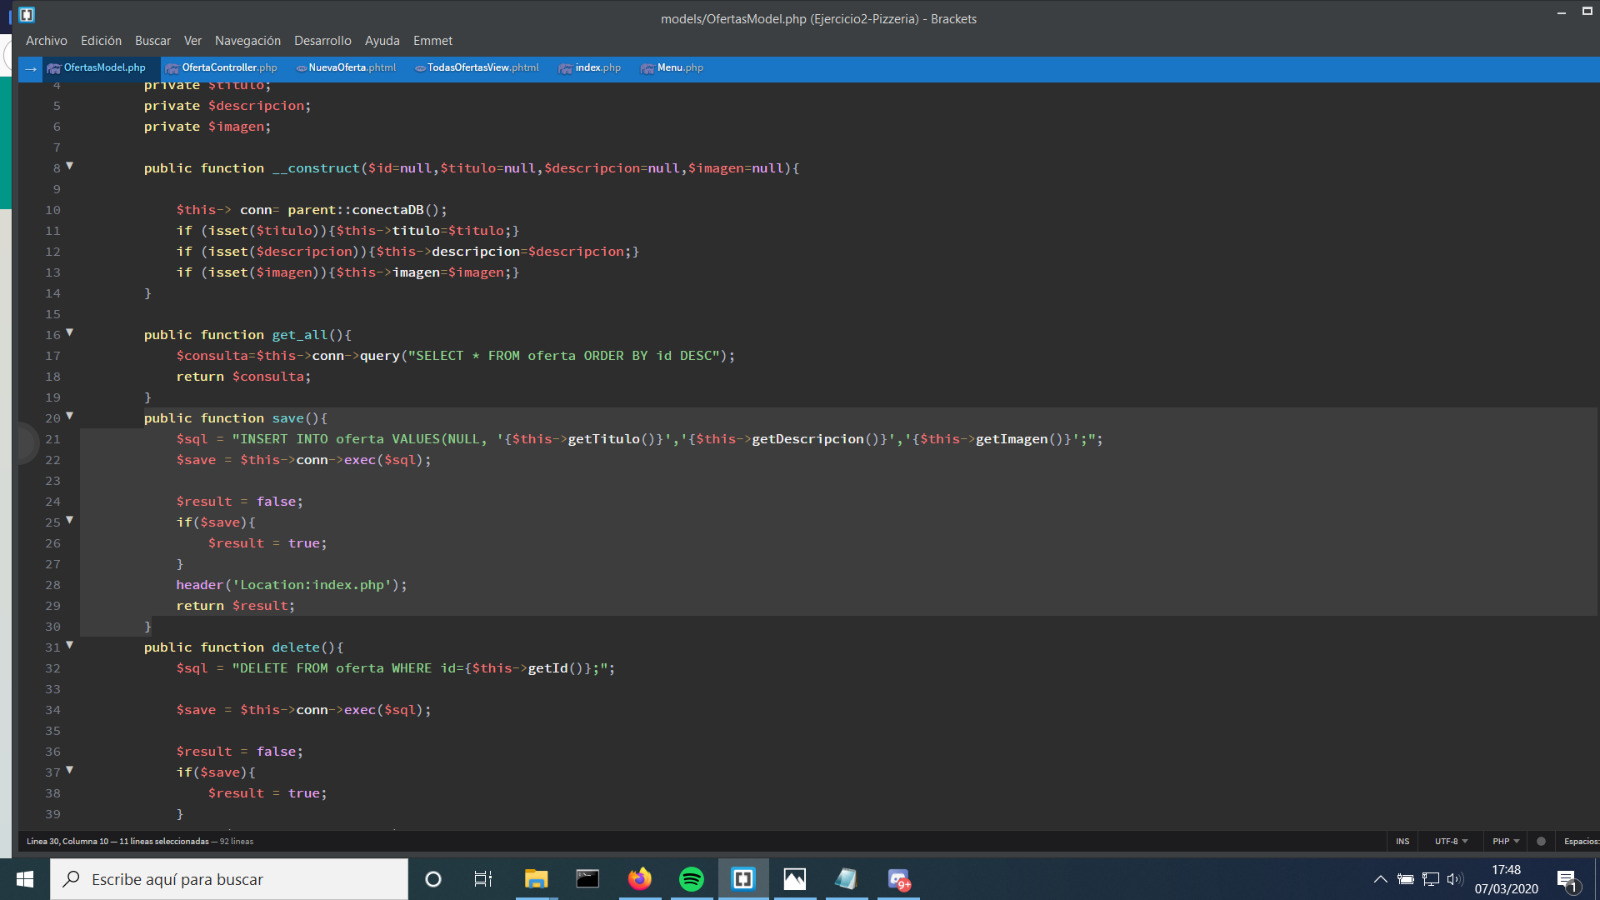 models/OfertasModel.php (Ejercicio2-Pizzeria) - Brackets
Archivo Edición Buscar Ver Navegación Desarrollo Ayuda Emmet
→ OfertasModel.php OfertaController.php NuevaOferta.phtml TodasOfertasView.phtml index.php Menu.php
4 private $titulo;
5 private $descripcion;
6 private $imagen;
7
8 public function __construct($id=null,$titulo=null,$descripcion=null,$imagen=null){
9
10 $this-> conn= parent::conectaDB();
11 if (isset($titulo)){$this->titulo=$titulo;}
12 if (isset($descripcion)){$this->descripcion=$descripcion;}
13 if (isset($imagen)){$this->imagen=$imagen;}
14 }
15
16 public function get_all(){
17 $consulta=$this->conn->query("SELECT * FROM oferta ORDER BY id DESC");
18 return $consulta;
19 }
20 public function save(){
21 $sql = "INSERT INTO oferta VALUES(NULL, '{$this->getTitulo()}','{$this->getDescripcion()}','{$this->getImagen()}';";
22 $save = $this->conn->exec($sql);
23
24 $result = false;
25 if($save){
26 $result = true;
27 }
28 header('Location:index.php');
29 return $result;
30 }
31 public function delete(){
32 $sql = "DELETE FROM oferta WHERE id={$this->getId()};";
33
34 $save = $this->conn->exec($sql);
35
36 $result = false;
37 if($save){
38 $result = true;
39 }
Línea 30, Columna 10 — 11 líneas seleccionadas — 92 líneas INS UTF-8 PHP Espacios:
Escribe aquí para buscar
9+
17:48
07/03/2020
1